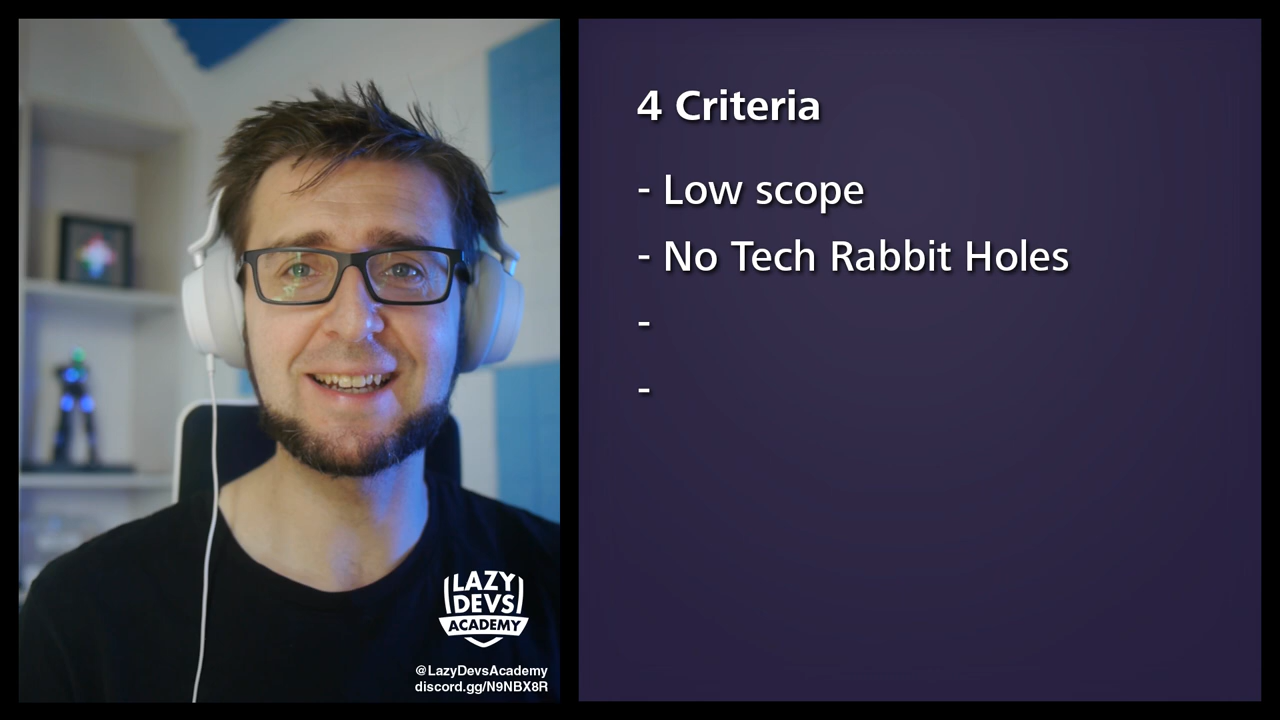 4 Criteria
- Low scope
- No Tech Rabbit Holes
-
-
LAZY
DEVS
ACADEMY
@LazyDevsAcademy
discord.gg/N9NBX8R